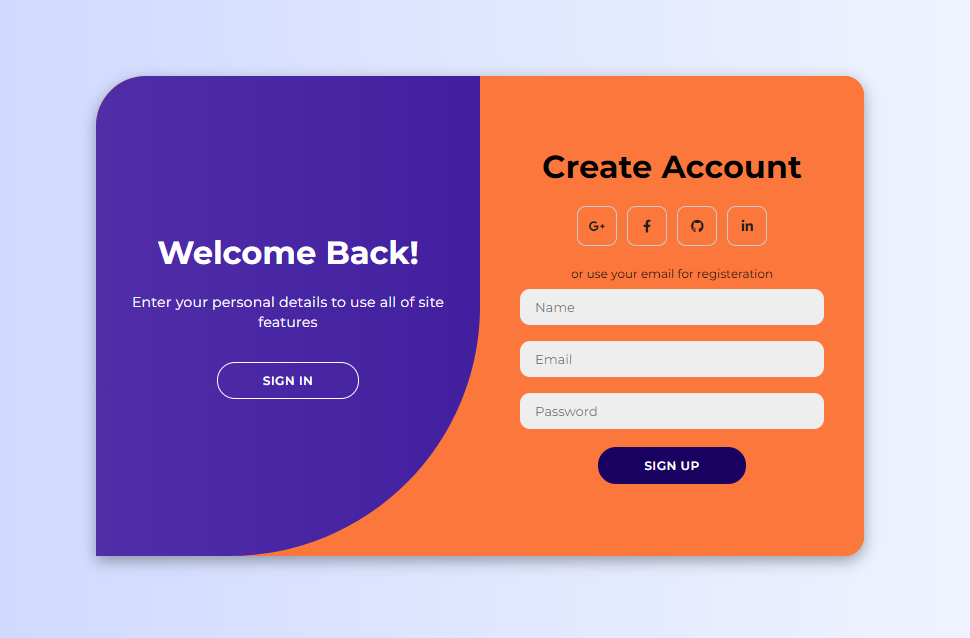 Welcome Back!
Enter your personal details to use all of site
features
SIGN IN
Create Account
G+
f
in
or use your email for registeration
Name
Email
Password
SIGN UP